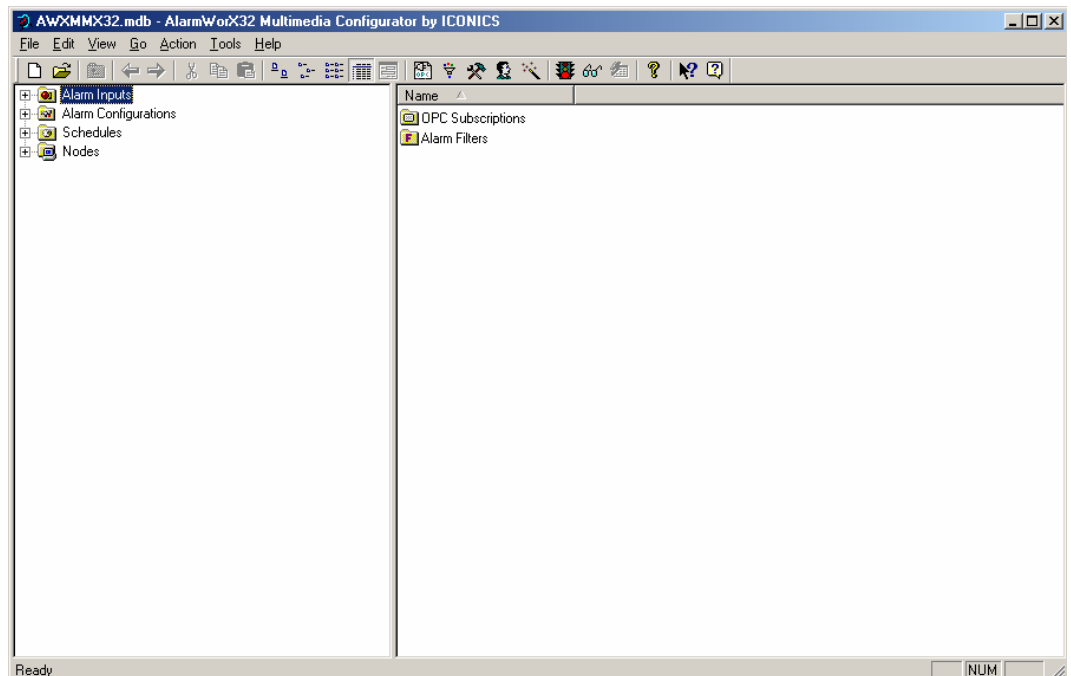 AWXMMX32.mdb - AlarmWorX32 Multimedia Configurator by ICONICS
File Edit View Go Action Tools Help
Alarm Inputs
Alarm Configurations
Schedules
Nodes
Name
OPC Subscriptions
Alarm Filters
Ready
NUM